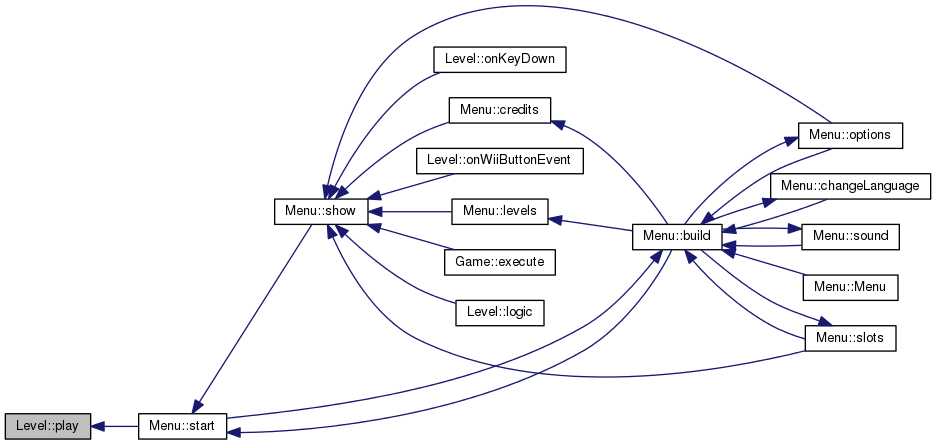 Level::onKeyDown
Menu::credits
Menu::options
Level::onWiiButtonEvent
Menu::changeLanguage
Menu::show
Menu::levels
Menu::build
Menu::sound
Game::execute
Menu::Menu
Level::logic
Menu::slots
Level::play
Menu::start